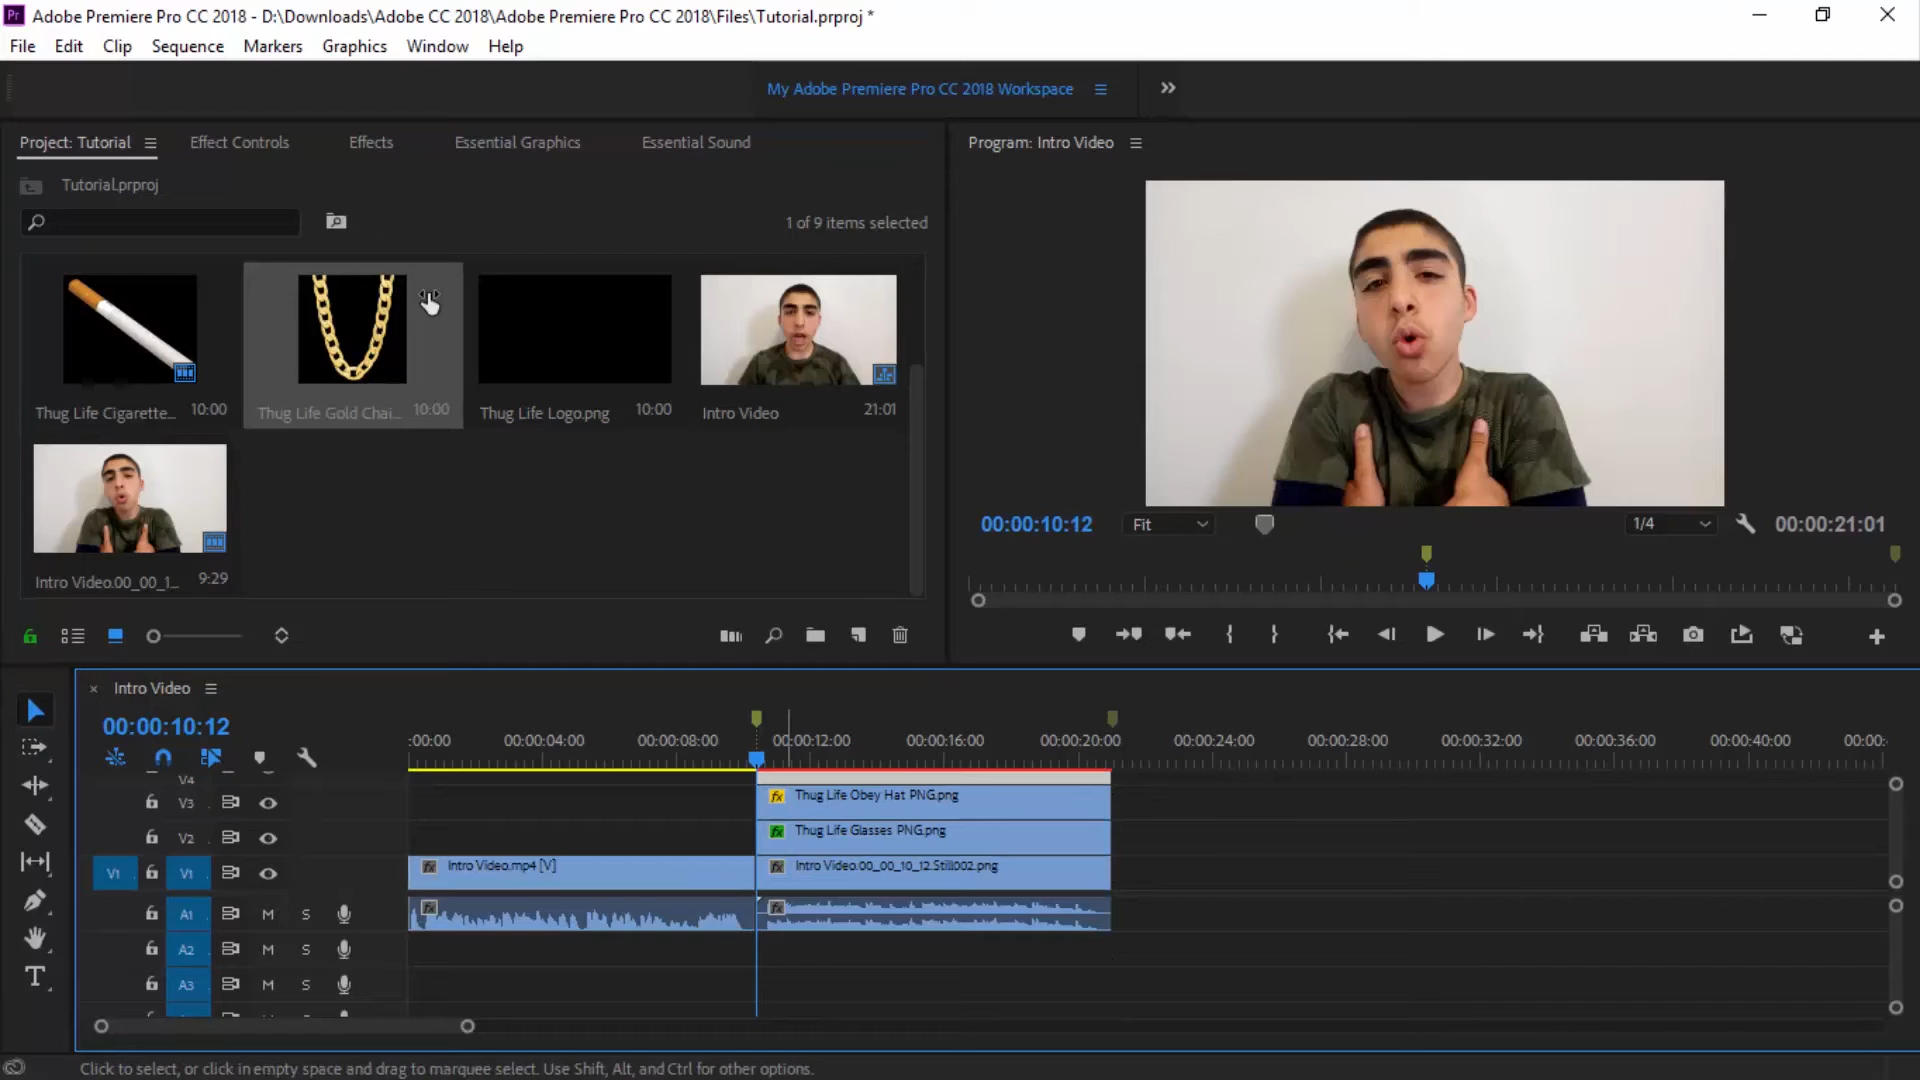 Adobe Premiere Pro CC 2018 - D:\Downloads\Adobe CC 2018\Adobe Premiere Pro CC 2018\Files\Tutorial.prproj *
File Edit Clip Sequence Markers Graphics Window Help
My Adobe Premiere Pro CC 2018 Workspace
Project: Tutorial Effect Controls Effects Essential Graphics Essential Sound
Program: Intro Video
Tutorial.prproj
1 of 9 items selected
Thug Life Cigarette... 10:00
Thug Life Gold Chai... 10:00
Thug Life Logo.png 10:00
Intro Video 21:01
Intro Video.00_00_1... 9:29
00:00:10:12 Fit 1/4 00:00:21:01
Intro Video
00:00:10:12
:00:00 00:00:04:00 00:00:08:00 00:00:12:00 00:00:16:00 00:00:20:00 00:00:24:00 00:00:28:00 00:00:32:00 00:00:36:00 00:00:40:00 00:00:
V4
V3 fx Thug Life Obey Hat PNG.png
V2 fx Thug Life Glasses PNG.png
V1 V1 fx Intro Video.mp4 [V] fx Intro Video.00_00_10_12.Still002.png
A1 M S fx fx
A2 M S
A3 M S
Click to select, or click in empty space and drag to marquee select. Use Shift, Alt, and Ctrl for other options.